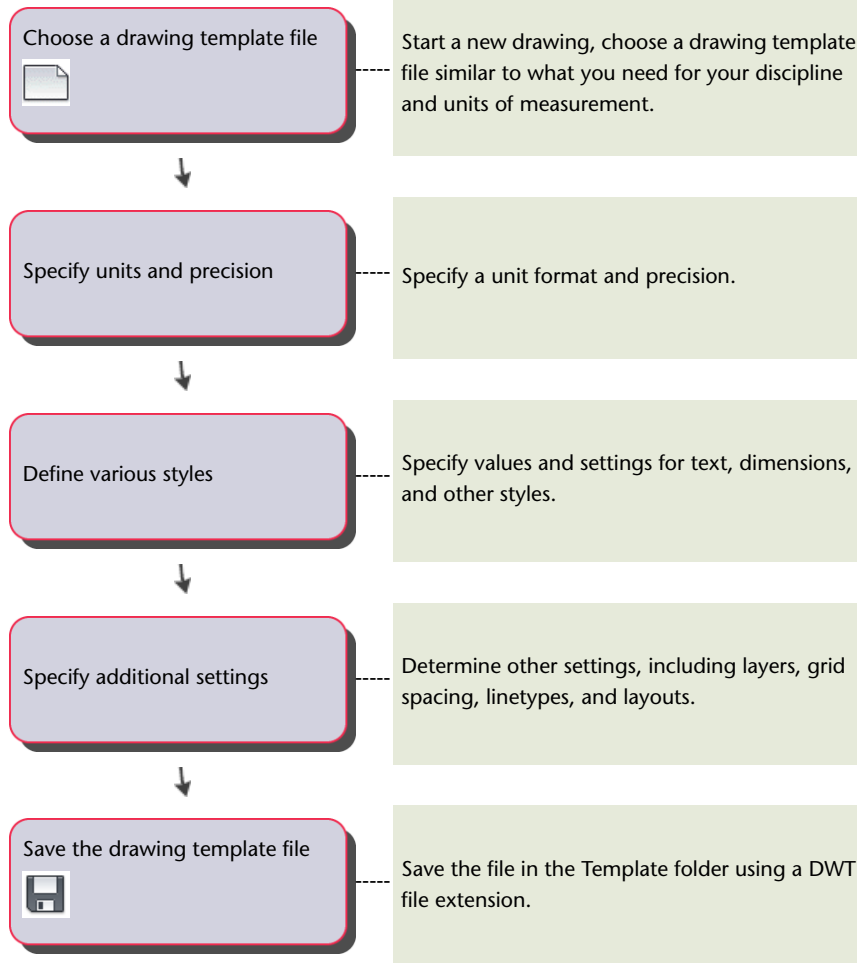 Choose a drawing template file
Start a new drawing, choose a drawing template
file similar to what you need for your discipline
and units of measurement.
Specify units and precision
Specify a unit format and precision.
Define various styles
Specify values and settings for text, dimensions,
and other styles.
Specify additional settings
Determine other settings, including layers, grid
spacing, linetypes, and layouts.
Save the drawing template file
Save the file in the Template folder using a DWT
file extension.